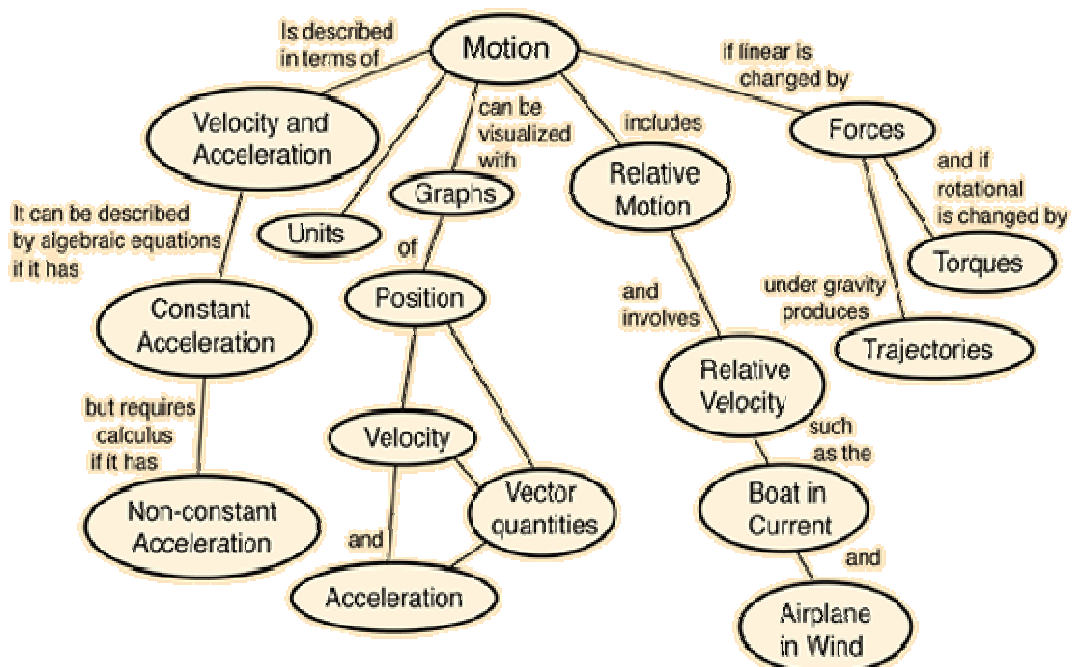 Motion
Is described
in terms of
Velocity and
Acceleration
It can be described
by algebraic equations
if it has
Constant
Acceleration
but requires
calculus
if it has
Non-constant
Acceleration
Units
can be
visualized
with
Graphs
of
Position
Velocity
and
Acceleration
Vector
quantities
includes
Relative
Motion
and
involves
Relative
Velocity
such
as the
Boat in
Current
and
Airplane
in Wind
if linear is
changed by
Forces
and if
rotational
is changed by
Torques
under gravity
produces
Trajectories